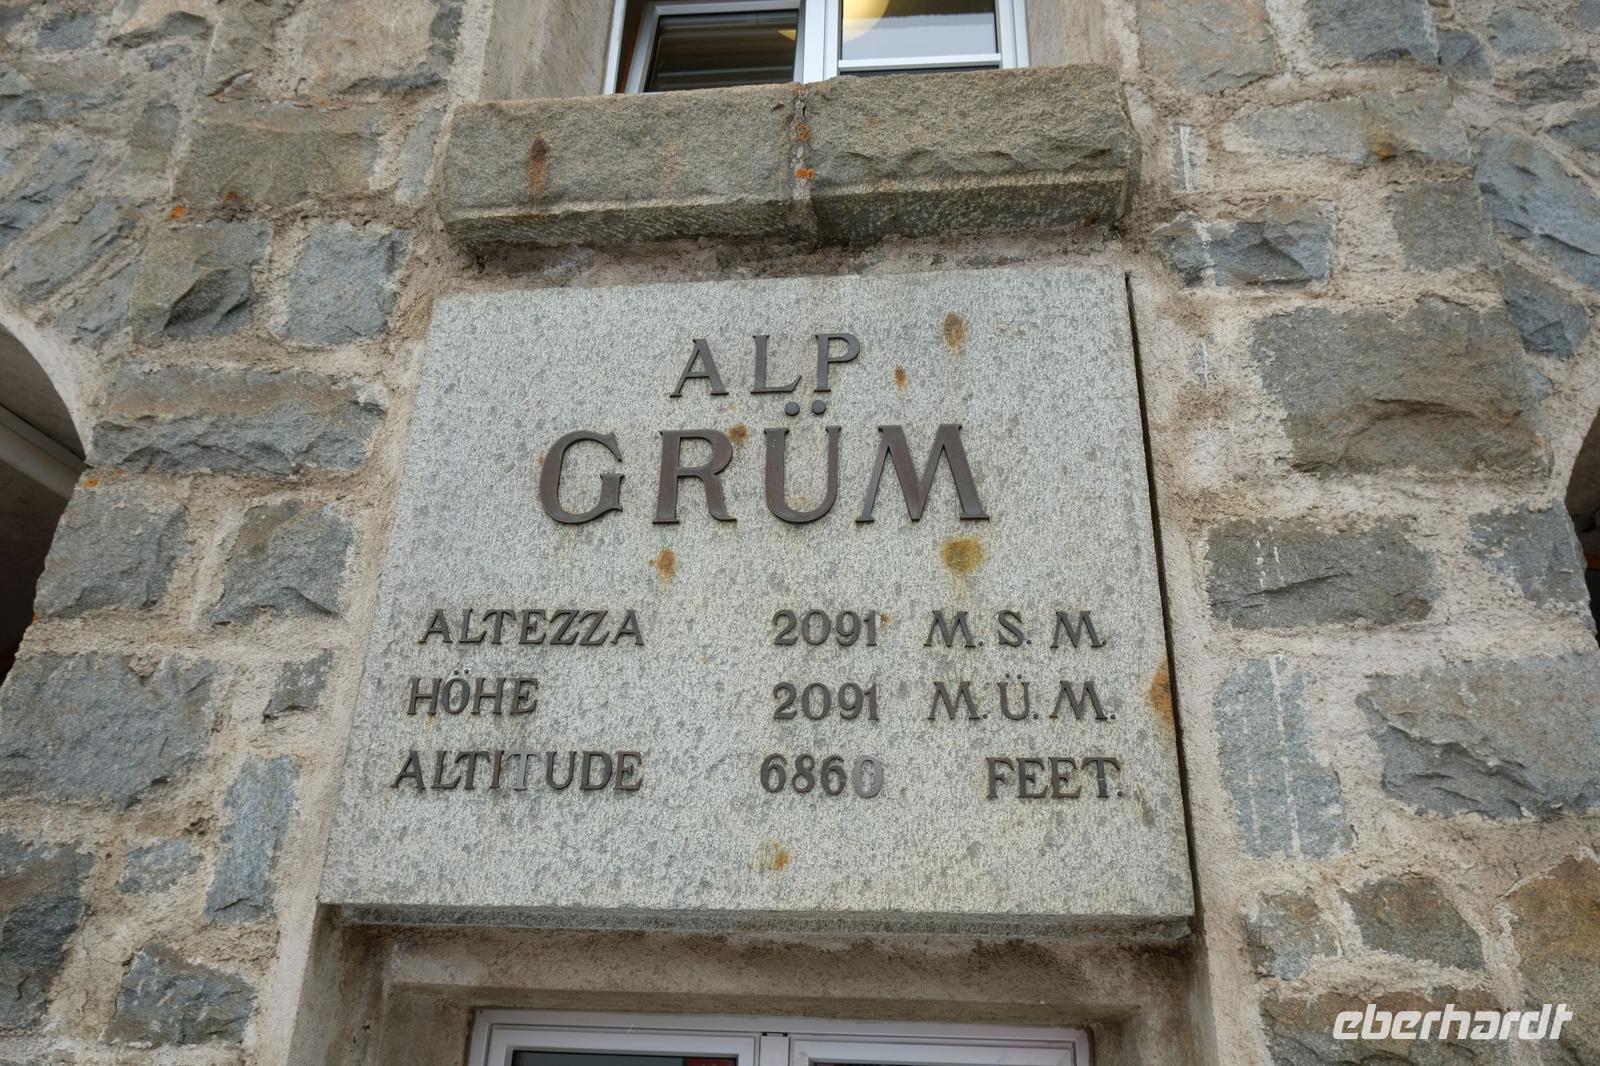 ALP
GRÜM
ALTEZZA 2091 M. S. M.
HÖHE 2091 M. Ü. M.
ALTITUDE 6860 FEET.
eberhardt